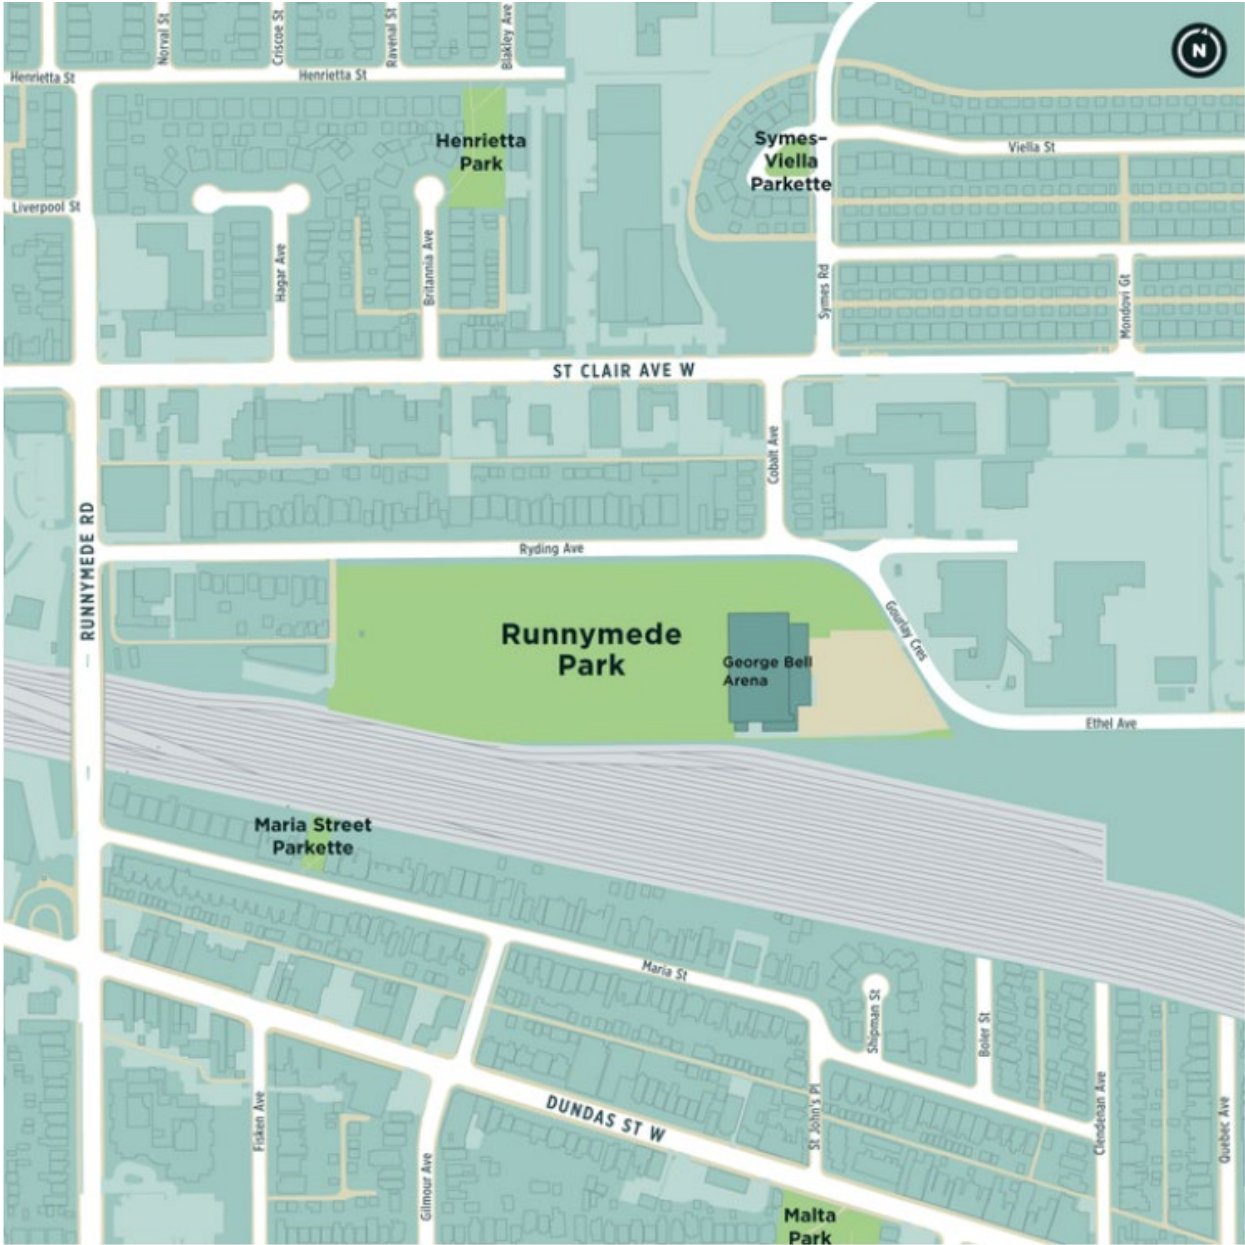 Norval St
Criscoe St
Ravenal St
Blakley Ave
N
Henrietta St
Henrietta St
Henrietta
Park
Symes–
Viella
Parkette
Viella St
Liverpool St
Hagar Ave
Britannia Ave
Symes Rd
Mondovi Gt
ST CLAIR AVE W
Cobalt Ave
RUNNYMEDE RD
Ryding Ave
Gourlay Cres
Runnymede
Park
George Bell
Arena
Ethel Ave
Maria Street
Parkette
Maria St
Shipman St
Boler St
Clendenan Ave
Quebec Ave
St John's Pl
DUNDAS ST W
Fisken Ave
Gilmour Ave
Malta
Park